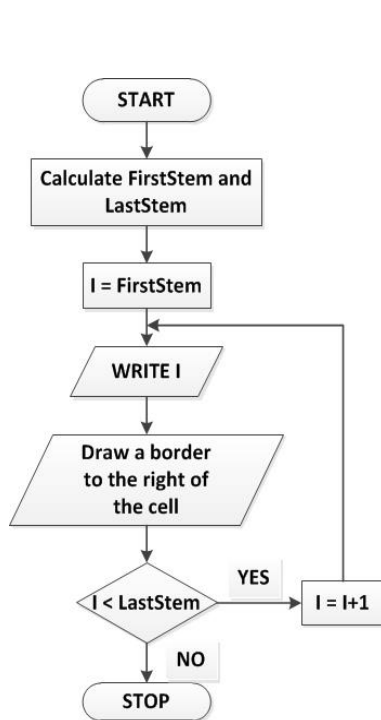 START
Calculate FirstStem and
LastStem
I = FirstStem
WRITE I
Draw a border
to the right of
the cell
I < LastStem
YES
I = I+1
NO
STOP